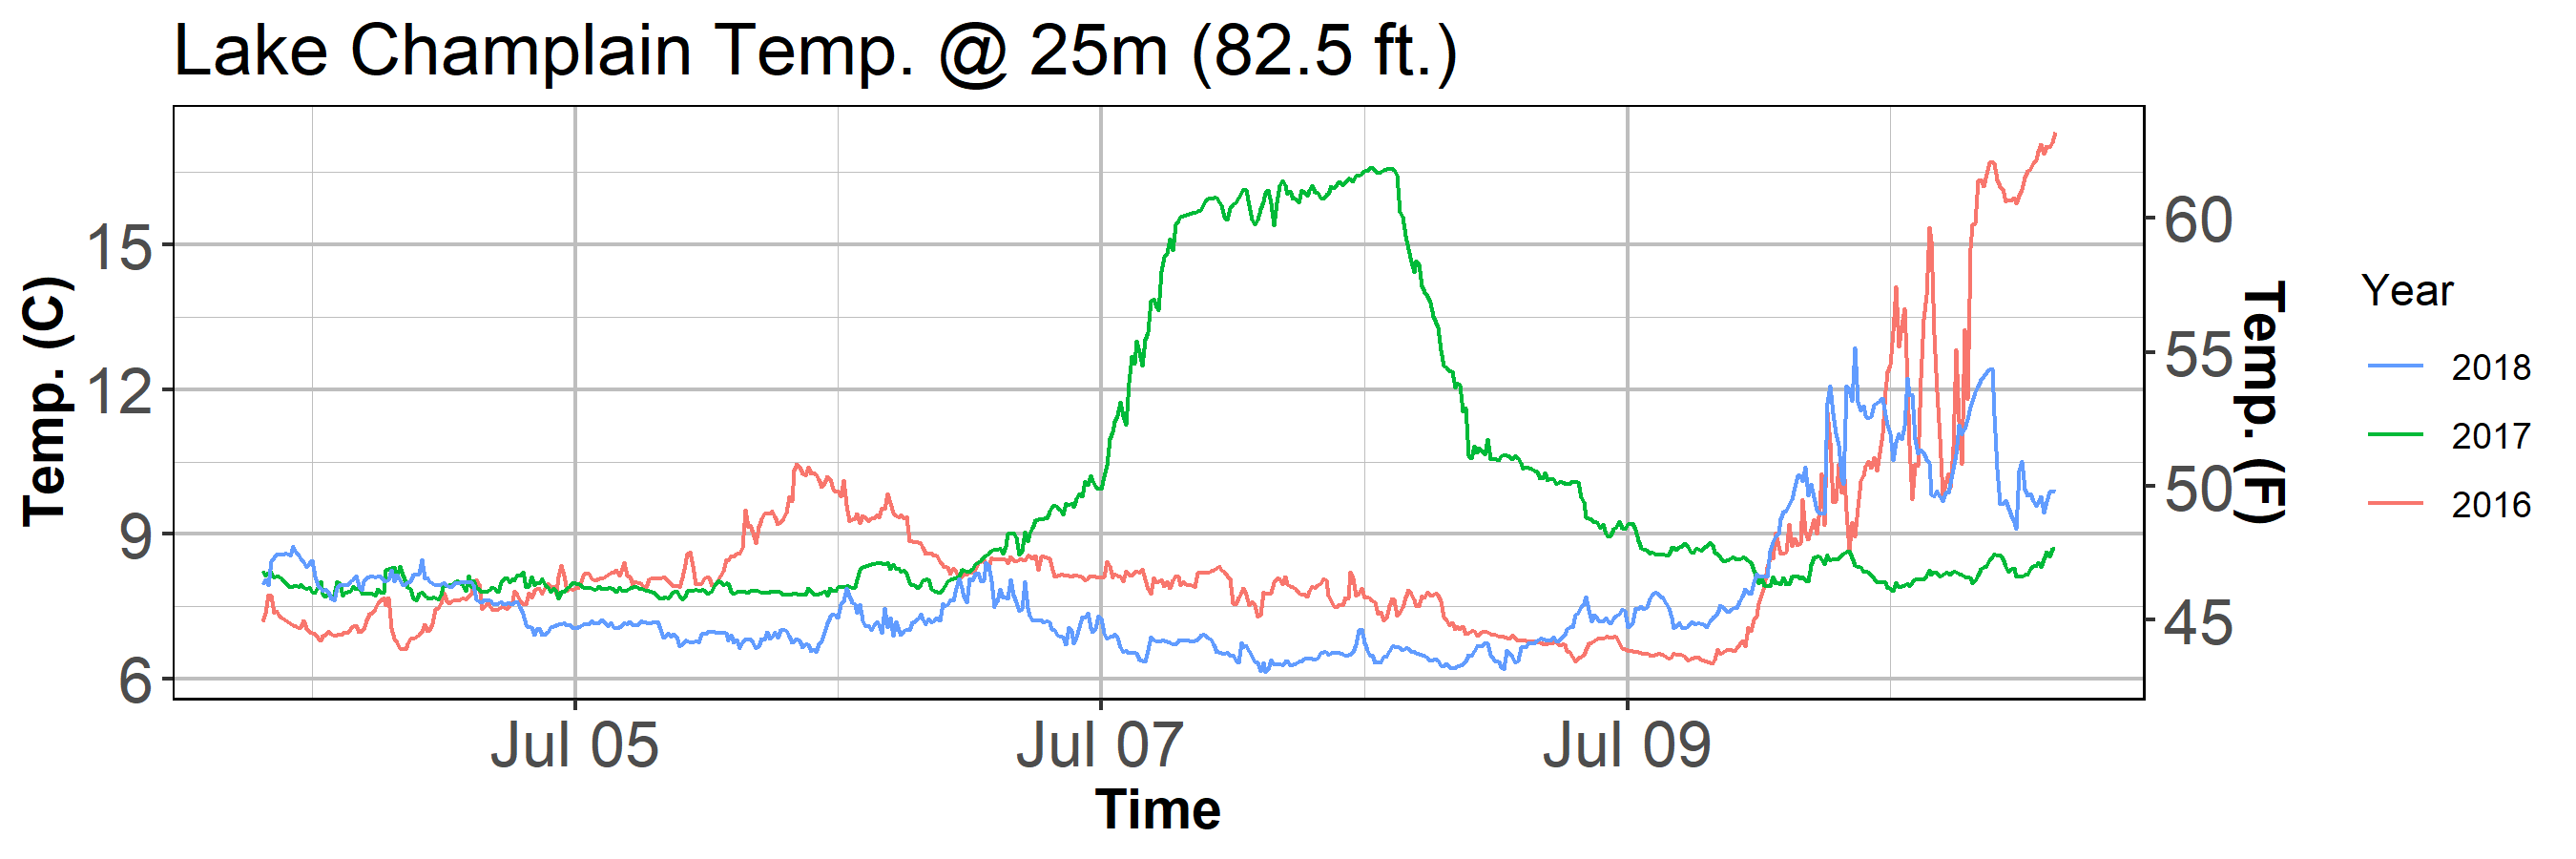 Lake Champlain Temp. @ 25m (82.5 ft.)
Temp. (C)
15
12
9
6
60
55
50
45
Temp. (F)
Jul 05
Jul 07
Jul 09
Time
Year
2018
2017
2016